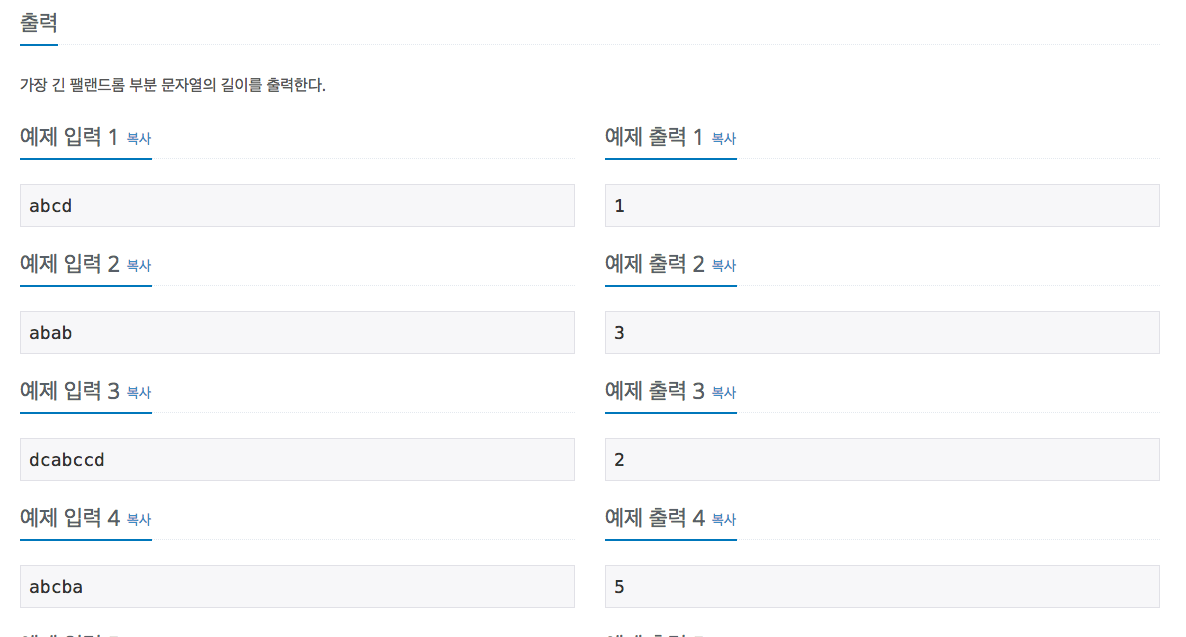 출력
가장 긴 팰랜드롬 부분 문자열의 길이를 출력한다.
예제 입력 1 복사
예제 출력 1 복사
abcd
1
예제 입력 2 복사
예제 출력 2 복사
abab
3
예제 입력 3 복사
예제 출력 3 복사
dcabccd
2
예제 입력 4 복사
예제 출력 4 복사
abcba
5